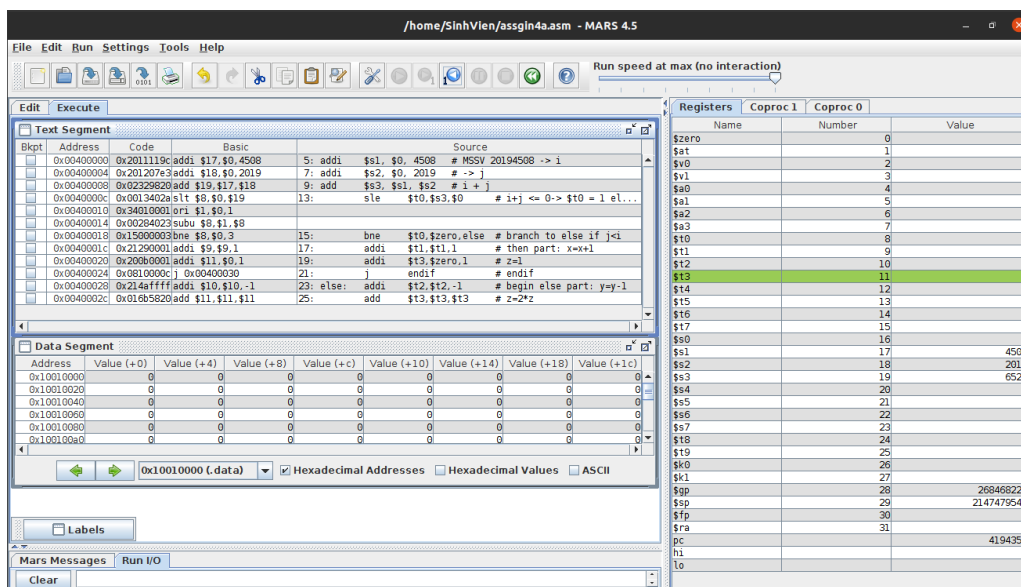 /home/SinhVien/assgin4a.asm - MARS 4.5
File Edit Run Settings Tools Help
Run speed at max (no interaction)
Edit Execute
Text Segment
Bkpt Address Code Basic Source
0x00400000 0x2011119c addi $17,$0,4508 5: addi $s1, $0, 4508 # MSSV 20194508 -> i
0x00400004 0x201207e3 addi $18,$0,2019 7: addi $s2, $0, 2019 # -> j
0x00400008 0x02329820 add $19,$17,$18 9: add $s3, $s1, $s2 # i + j
0x0040000c 0x0013402a slt $8,$0,$19 13: sle $t0,$s3,$0 # i+j <= 0-> $t0 = 1 el...
0x00400010 0x34010001 ori $1,$0,1
0x00400014 0x00284023 subu $8,$1,$8
0x00400018 0x15000003 bne $8,$0,3 15: bne $t0,$zero,else # branch to else if j<i
0x0040001c 0x21290001 addi $9,$9,1 17: addi $t1,$t1,1 # then part: x=x+1
0x00400020 0x200b0001 addi $11,$0,1 19: addi $t3,$zero,1 # z=1
0x00400024 0x0810000c j 0x00400030 21: j endif # endif
0x00400028 0x214affff addi $10,$10,-1 23: else: addi $t2,$t2,-1 # begin else part: y=y-1
0x0040002c 0x016b5820 add $11,$11,$11 25: add $t3,$t3,$t3 # z=2*z
Data Segment
Address Value (+0) Value (+4) Value (+8) Value (+c) Value (+10) Value (+14) Value (+18) Value (+1c)
0x10010000 0 0 0 0 0 0 0 0
0x10010020 0 0 0 0 0 0 0 0
0x10010040 0 0 0 0 0 0 0 0
0x10010060 0 0 0 0 0 0 0 0
0x10010080 0 0 0 0 0 0 0 0
0x100100a0 0 0 0 0 0 0 0 0
0x10010000 (.data) Hexadecimal Addresses Hexadecimal Values ASCII
Labels
Mars Messages Run I/O
Clear
Registers Coproc 1 Coproc 0
Name Number Value
$zero 0
$at 1
$v0 2
$v1 3
$a0 4
$a1 5
$a2 6
$a3 7
$t0 8
$t1 9
$t2 10
$t3 11
$t4 12
$t5 13
$t6 14
$t7 15
$s0 16
$s1 17 450
$s2 18 201
$s3 19 652
$s4 20
$s5 21
$s6 22
$s7 23
$t8 24
$t9 25
$k0 26
$k1 27
$gp 28 26846822
$sp 29 214747954
$fp 30
$ra 31
pc 419435
hi
lo